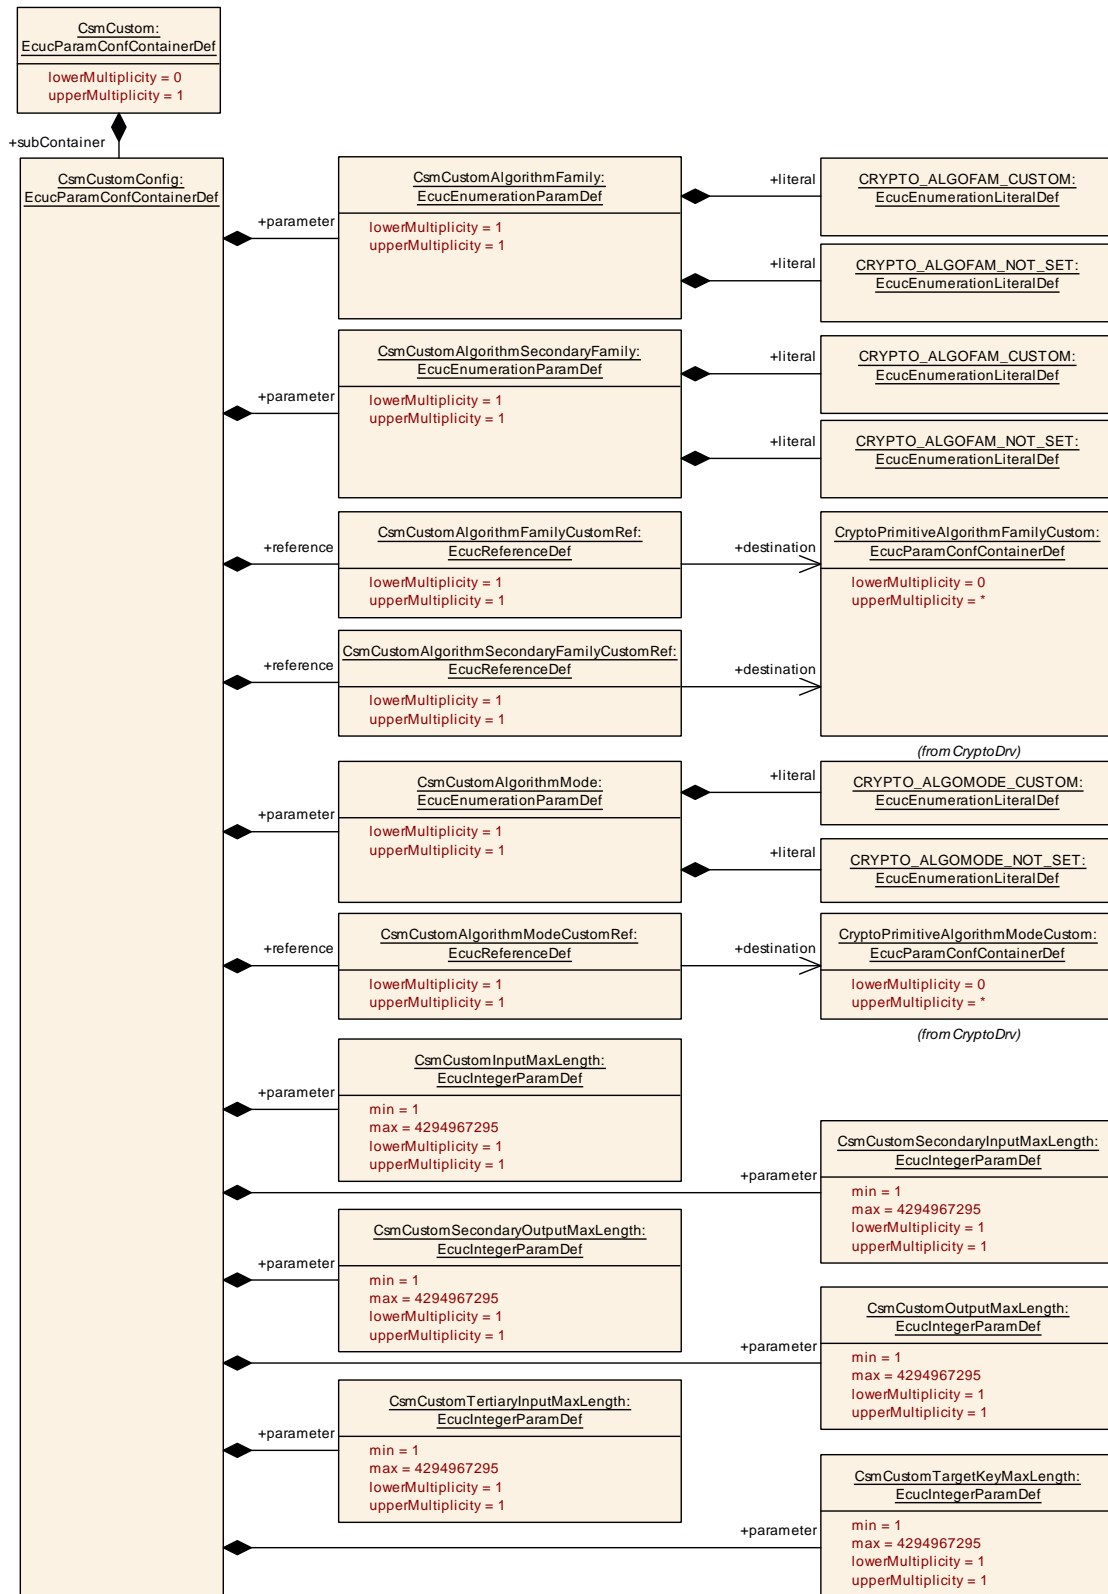 CsmCustom:
EcucParamConfContainerDef
lowerMultiplicity = 0
upperMultiplicity = 1
+subContainer
CsmCustomConfig:
EcucParamConfContainerDef
+parameter
CsmCustomAlgorithmFamily:
EcucEnumerationParamDef
lowerMultiplicity = 1
upperMultiplicity = 1
+literal
CRYPTO_ALGOFAM_CUSTOM:
EcucEnumerationLiteralDef
+literal
CRYPTO_ALGOFAM_NOT_SET:
EcucEnumerationLiteralDef
+parameter
CsmCustomAlgorithmSecondaryFamily:
EcucEnumerationParamDef
lowerMultiplicity = 1
upperMultiplicity = 1
+literal
CRYPTO_ALGOFAM_CUSTOM:
EcucEnumerationLiteralDef
+literal
CRYPTO_ALGOFAM_NOT_SET:
EcucEnumerationLiteralDef
+reference
CsmCustomAlgorithmFamilyCustomRef:
EcucReferenceDef
lowerMultiplicity = 1
upperMultiplicity = 1
+destination
CryptoPrimitiveAlgorithmFamilyCustom:
EcucParamConfContainerDef
lowerMultiplicity = 0
upperMultiplicity = *
+reference
CsmCustomAlgorithmSecondaryFamilyCustomRef:
EcucReferenceDef
lowerMultiplicity = 1
upperMultiplicity = 1
+destination
(from CryptoDrv)
+parameter
CsmCustomAlgorithmMode:
EcucEnumerationParamDef
lowerMultiplicity = 1
upperMultiplicity = 1
+literal
CRYPTO_ALGOMODE_CUSTOM:
EcucEnumerationLiteralDef
+literal
CRYPTO_ALGOMODE_NOT_SET:
EcucEnumerationLiteralDef
+reference
CsmCustomAlgorithmModeCustomRef:
EcucReferenceDef
lowerMultiplicity = 1
upperMultiplicity = 1
+destination
CryptoPrimitiveAlgorithmModeCustom:
EcucParamConfContainerDef
lowerMultiplicity = 0
upperMultiplicity = *
(from CryptoDrv)
+parameter
CsmCustomInputMaxLength:
EcucIntegerParamDef
min = 1
max = 4294967295
lowerMultiplicity = 1
upperMultiplicity = 1
+parameter
CsmCustomSecondaryInputMaxLength:
EcucIntegerParamDef
min = 1
max = 4294967295
lowerMultiplicity = 1
upperMultiplicity = 1
+parameter
CsmCustomSecondaryOutputMaxLength:
EcucIntegerParamDef
min = 1
max = 4294967295
lowerMultiplicity = 1
upperMultiplicity = 1
+parameter
CsmCustomOutputMaxLength:
EcucIntegerParamDef
min = 1
max = 4294967295
lowerMultiplicity = 1
upperMultiplicity = 1
+parameter
CsmCustomTertiaryInputMaxLength:
EcucIntegerParamDef
min = 1
max = 4294967295
lowerMultiplicity = 1
upperMultiplicity = 1
+parameter
CsmCustomTargetKeyMaxLength:
EcucIntegerParamDef
min = 1
max = 4294967295
lowerMultiplicity = 1
upperMultiplicity = 1